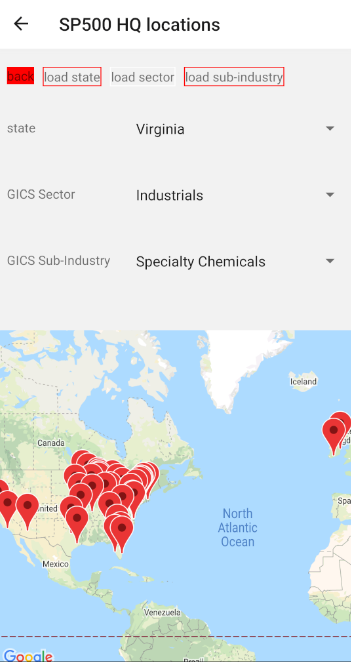 SP500 HQ locations
back load state load sector load sub-industry
state Virginia
GICS Sector Industrials
GICS Sub-Industry Specialty Chemicals
Iceland
Canada
Spa
North
Atlantic
Ocean
Mexico
Venezuela
Google